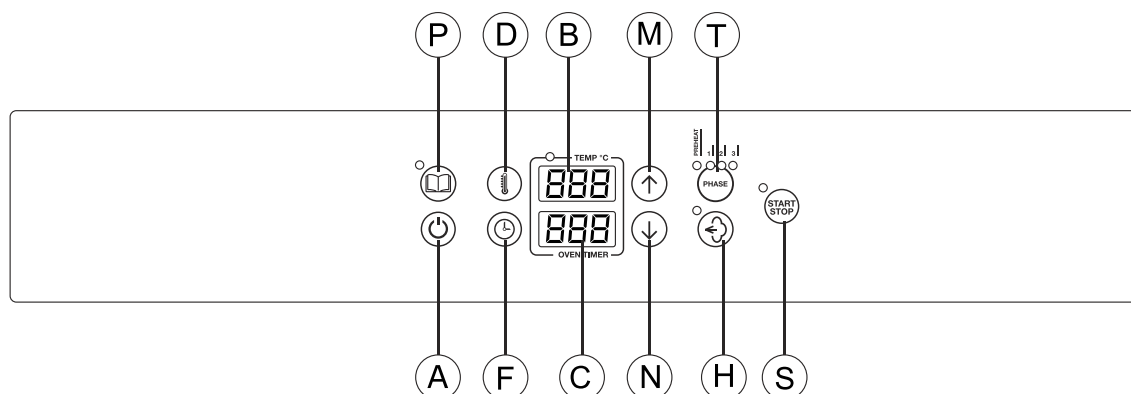 P D B M T
PREHEAT 1 2 3
TEMP °C
888
PHASE
START
STOP
888
OVEN TIMER
A F C N H S